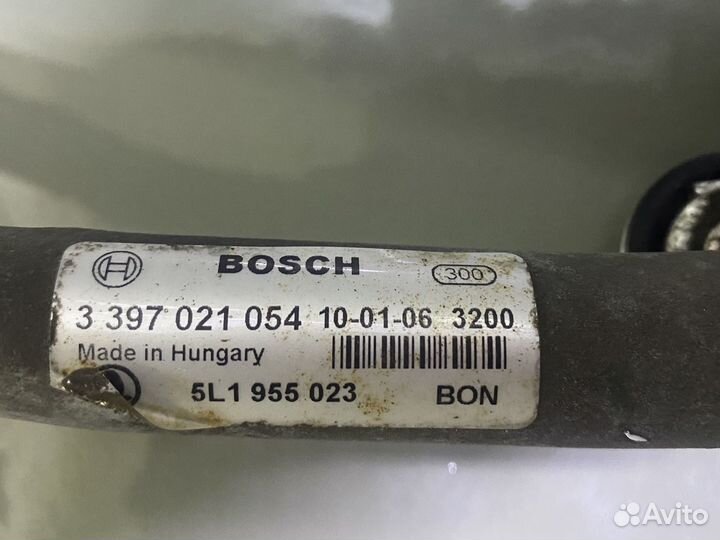 BOSCH 300
3 397 021 054 10-01-06 3200
Made in Hungary
5L1 955 023 BON
Avito